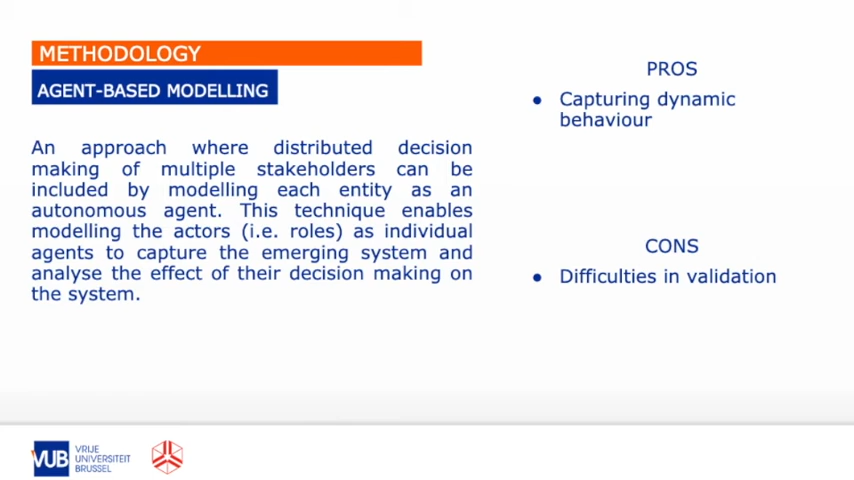 METHODOLOGY
AGENT-BASED MODELLING
An approach where distributed decision
making of multiple stakeholders can be
included by modelling each entity as an
autonomous agent. This technique enables
modelling the actors (i.e. roles) as individual
agents to capture the emerging system and
analyse the effect of their decision making on
the system.
PROS
● Capturing dynamic
behaviour
CONS
● Difficulties in validation
VUB
VRIJE
UNIVERSITEIT
BRUSSEL